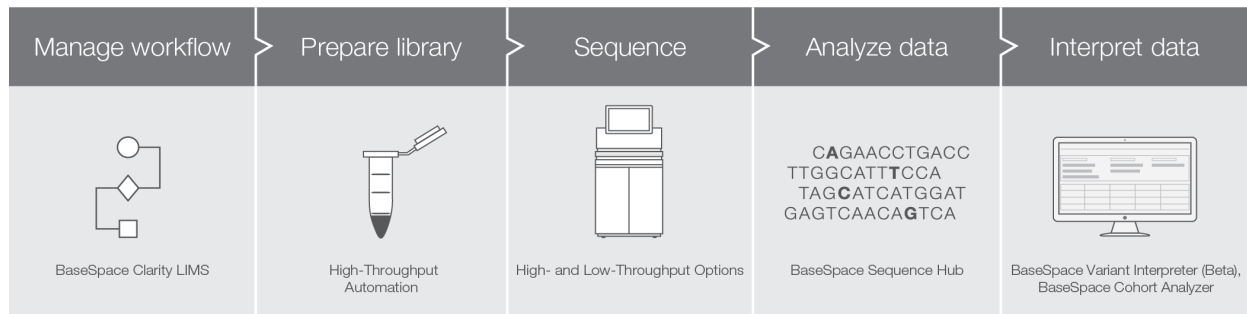 Manage workflow
Prepare library
Sequence
Analyze data
Interpret data
CAGAACCTGACC
TTGGCATTTCCA
TAGCATCATGGAT
GAGTCAACAGTCA
BaseSpace Clarity LIMS
High-Throughput
Automation
High- and Low-Throughput Options
BaseSpace Sequence Hub
BaseSpace Variant Interpreter (Beta),
BaseSpace Cohort Analyzer